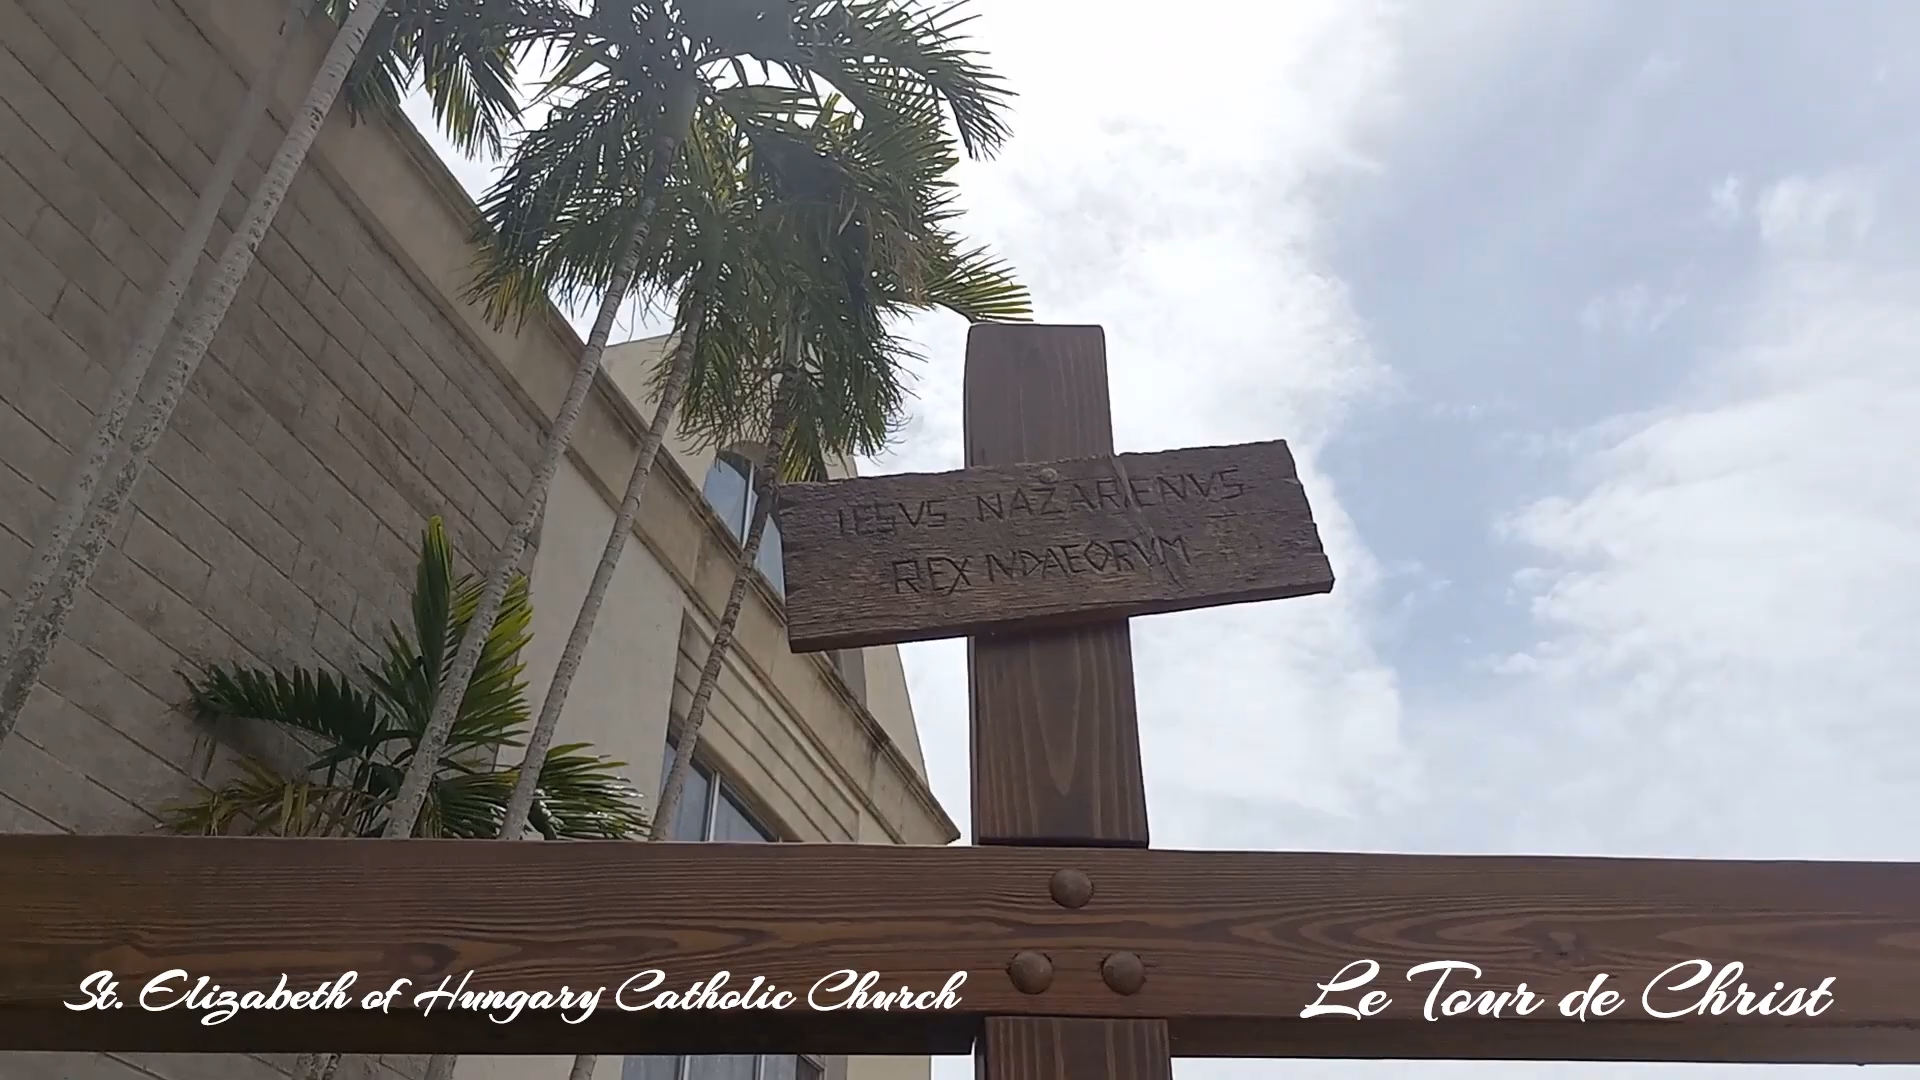 IESVS NAZARENVS
REX IVDAEORVM
St. Elizabeth of Hungary Catholic Church
Le Tour de Christ